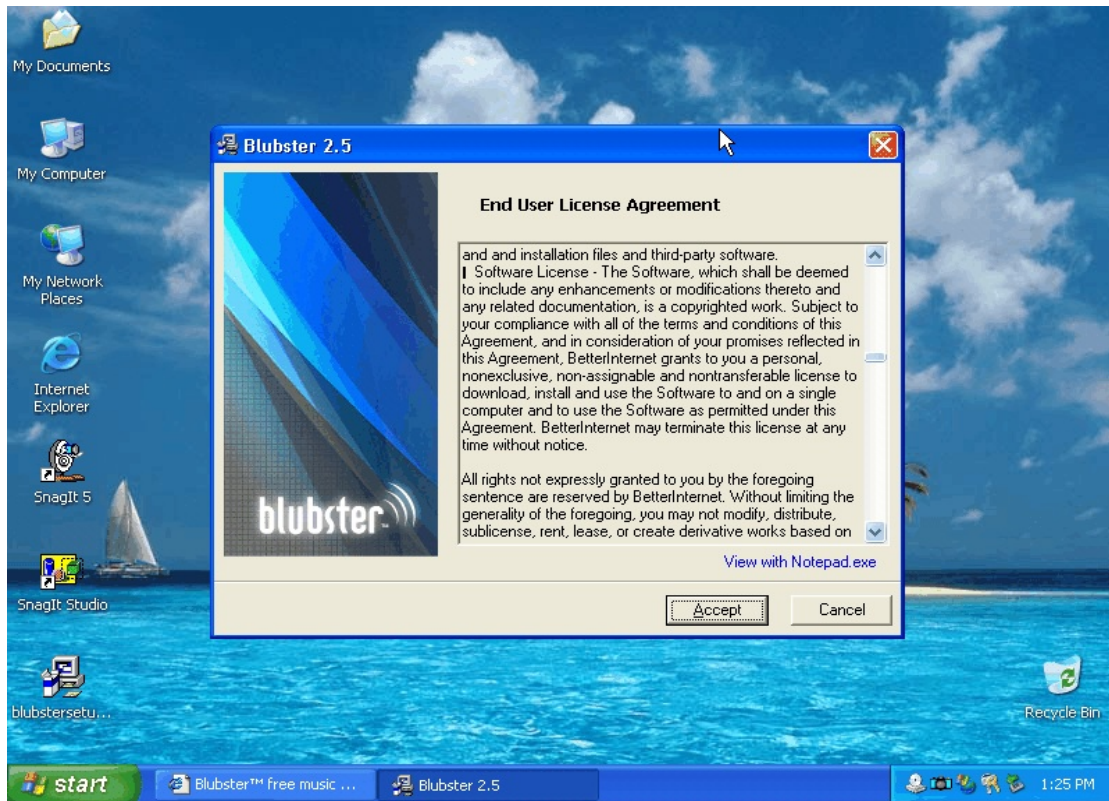 My Documents
My Computer
My Network
Places
Internet
Explorer
SnagIt 5
SnagIt Studio
blubstersetu...
Blubster 2.5
End User License Agreement
and and installation files and third-party software.
Software License - The Software, which shall be deemed
to include any enhancements or modifications thereto and
any related documentation, is a copyrighted work. Subject to
your compliance with all of the terms and conditions of this
Agreement, and in consideration of your promises reflected in
this Agreement, BetterInternet grants to you a personal,
nonexclusive, non-assignable and nontransferable license to
download, install and use the Software to and on a single
computer and to use the Software as permitted under this
Agreement. BetterInternet may terminate this license at any
time without notice.
All rights not expressly granted to you by the foregoing
sentence are reserved by BetterInternet. Without limiting the
generality of the foregoing, you may not modify, distribute,
sublicense, rent, lease, or create derivative works based on
blubster
View with Notepad.exe
Accept
Cancel
Recycle Bin
start
Blubster™ free music ...
Blubster 2.5
1:25 PM